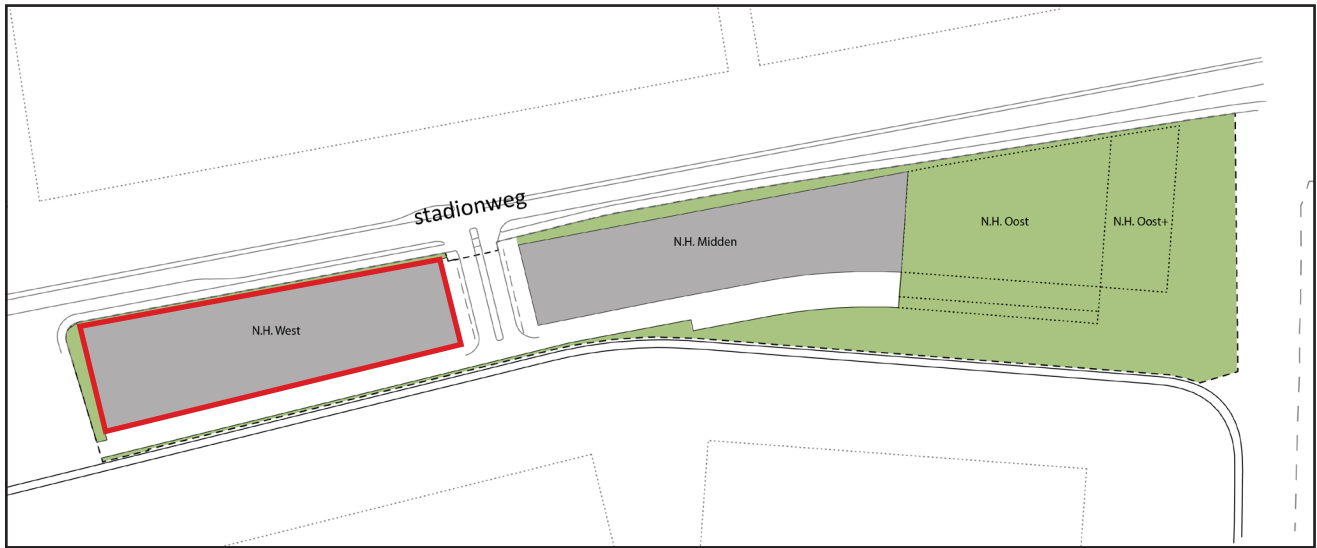 stadionweg
N.H. West
N.H. Midden
N.H. Oost
N.H. Oost+